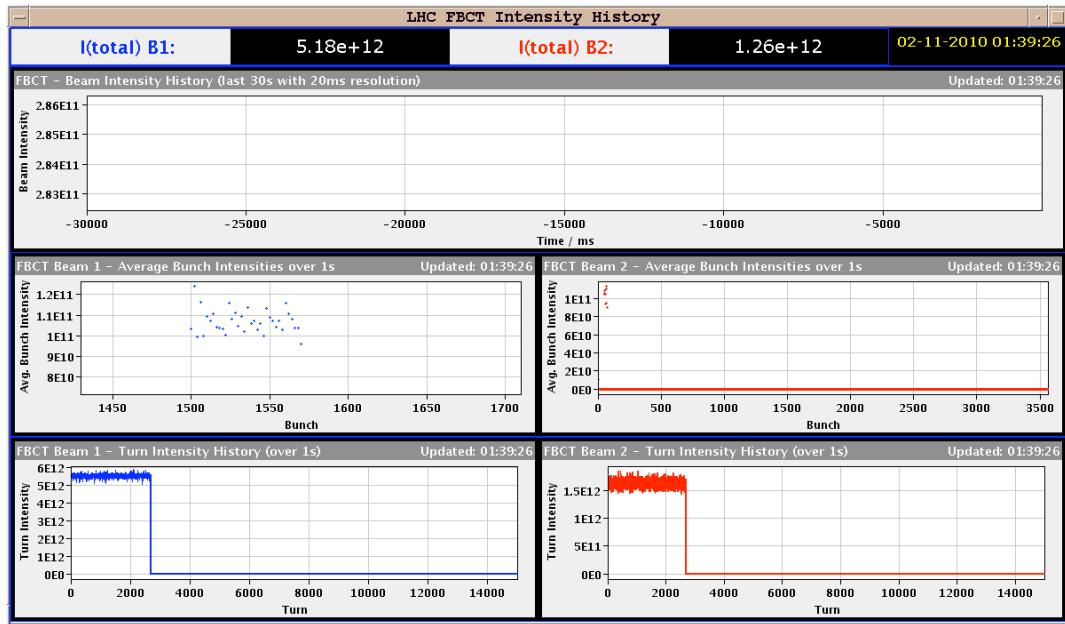 LHC FBCT Intensity History
I(total) B1: 5.18e+12 I(total) B2: 1.26e+12 02-11-2010 01:39:26
FBCT - Beam Intensity History (last 30s with 20ms resolution) Updated: 01:39:26
Beam Intensity
2.86E11
2.85E11
2.84E11
2.83E11
-30000 -25000 -20000 -15000 -10000 -5000
Time / ms
FBCT Beam 1 - Average Bunch Intensities over 1s Updated: 01:39:26
Avg. Bunch Intensity
1.2E11
1.1E11
1E11
9E10
8E10
1450 1500 1550 1600 1650 1700
Bunch
FBCT Beam 2 - Average Bunch Intensities over 1s Updated: 01:39:26
Avg. Bunch Intensity
1E11
8E10
6E10
4E10
2E10
0E0
0 500 1000 1500 2000 2500 3000 3500
Bunch
FBCT Beam 1 - Turn Intensity History (over 1s) Updated: 01:39:26
Turn Intensity
6E12
5E12
4E12
3E12
2E12
1E12
0E0
0 2000 4000 6000 8000 10000 12000 14000
Turn
FBCT Beam 2 - Turn Intensity History (over 1s) Updated: 01:39:26
Turn Intensity
1.5E12
1E12
5E11
0E0
0 2000 4000 6000 8000 10000 12000 14000
Turn